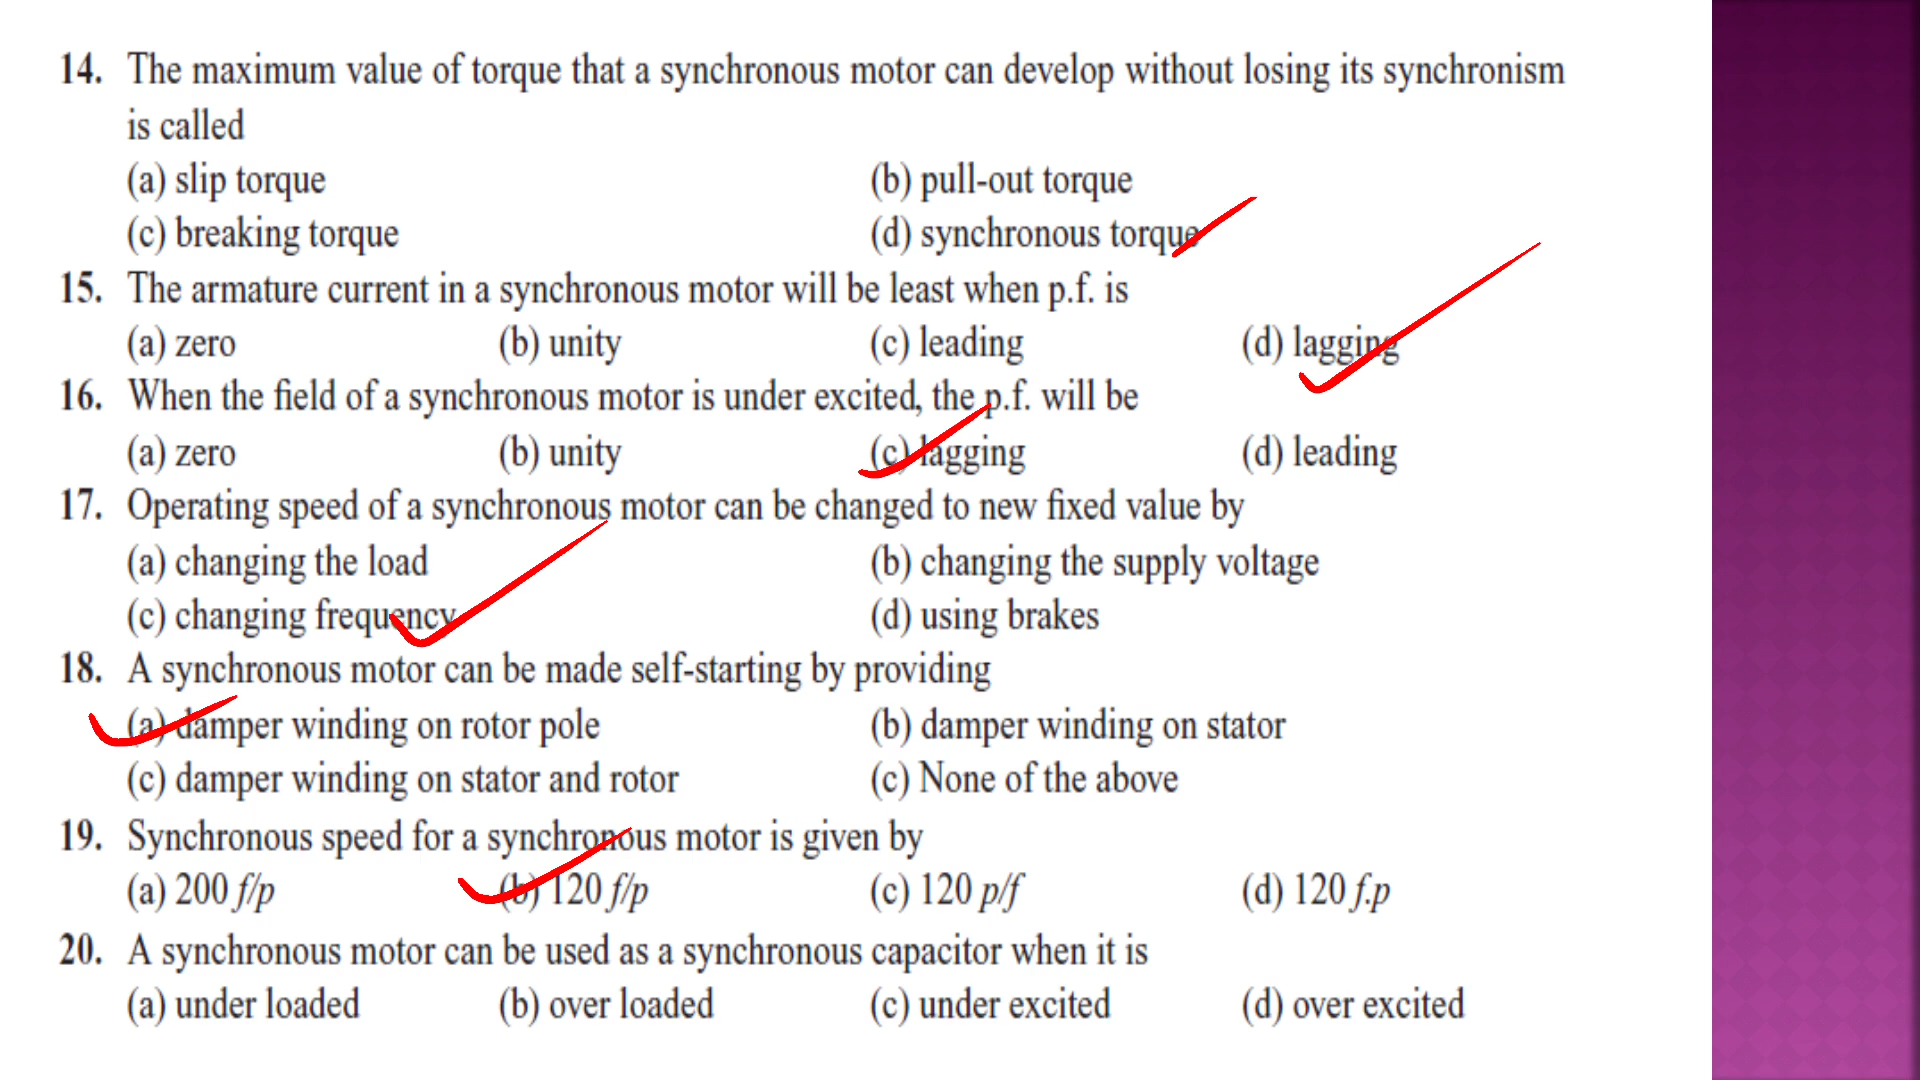 14. The maximum value of torque that a synchronous motor can develop without losing its synchronism
is called
(a) slip torque (b) pull-out torque
(c) breaking torque (d) synchronous torque
15. The armature current in a synchronous motor will be least when p.f. is
(a) zero (b) unity (c) leading (d) lagging
16. When the field of a synchronous motor is under excited, the p.f. will be
(a) zero (b) unity (c) lagging (d) leading
17. Operating speed of a synchronous motor can be changed to new fixed value by
(a) changing the load (b) changing the supply voltage
(c) changing frequency (d) using brakes
18. A synchronous motor can be made self-starting by providing
(a) damper winding on rotor pole (b) damper winding on stator
(c) damper winding on stator and rotor (c) None of the above
19. Synchronous speed for a synchronous motor is given by
(a) 200 f/p (b) 120 f/p (c) 120 p/f (d) 120 f.p
20. A synchronous motor can be used as a synchronous capacitor when it is
(a) under loaded (b) over loaded (c) under excited (d) over excited